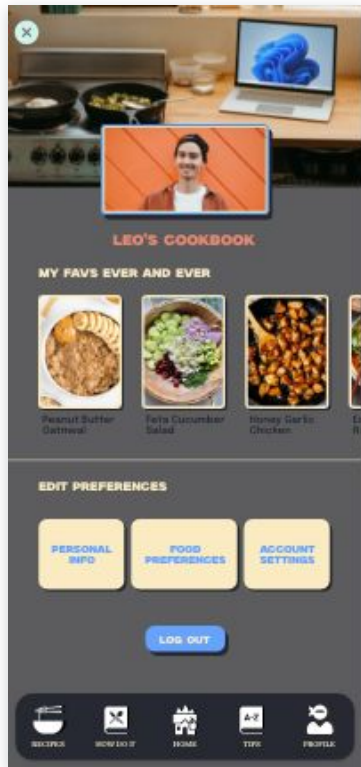 LEO'S COOKBOOK
MY FAVS EVER AND EVER
Peanut Butter
Oatmeal
Feta Cucumber
Salad
Honey Garlic
Chicken
EDIT PREFERENCES
PERSONAL
INFO
FOOD
PREFERENCES
ACCOUNT
SETTINGS
LOG OUT
RECIPES
HOW DO I?
A-Z
HOME
TIPS
PROFILE